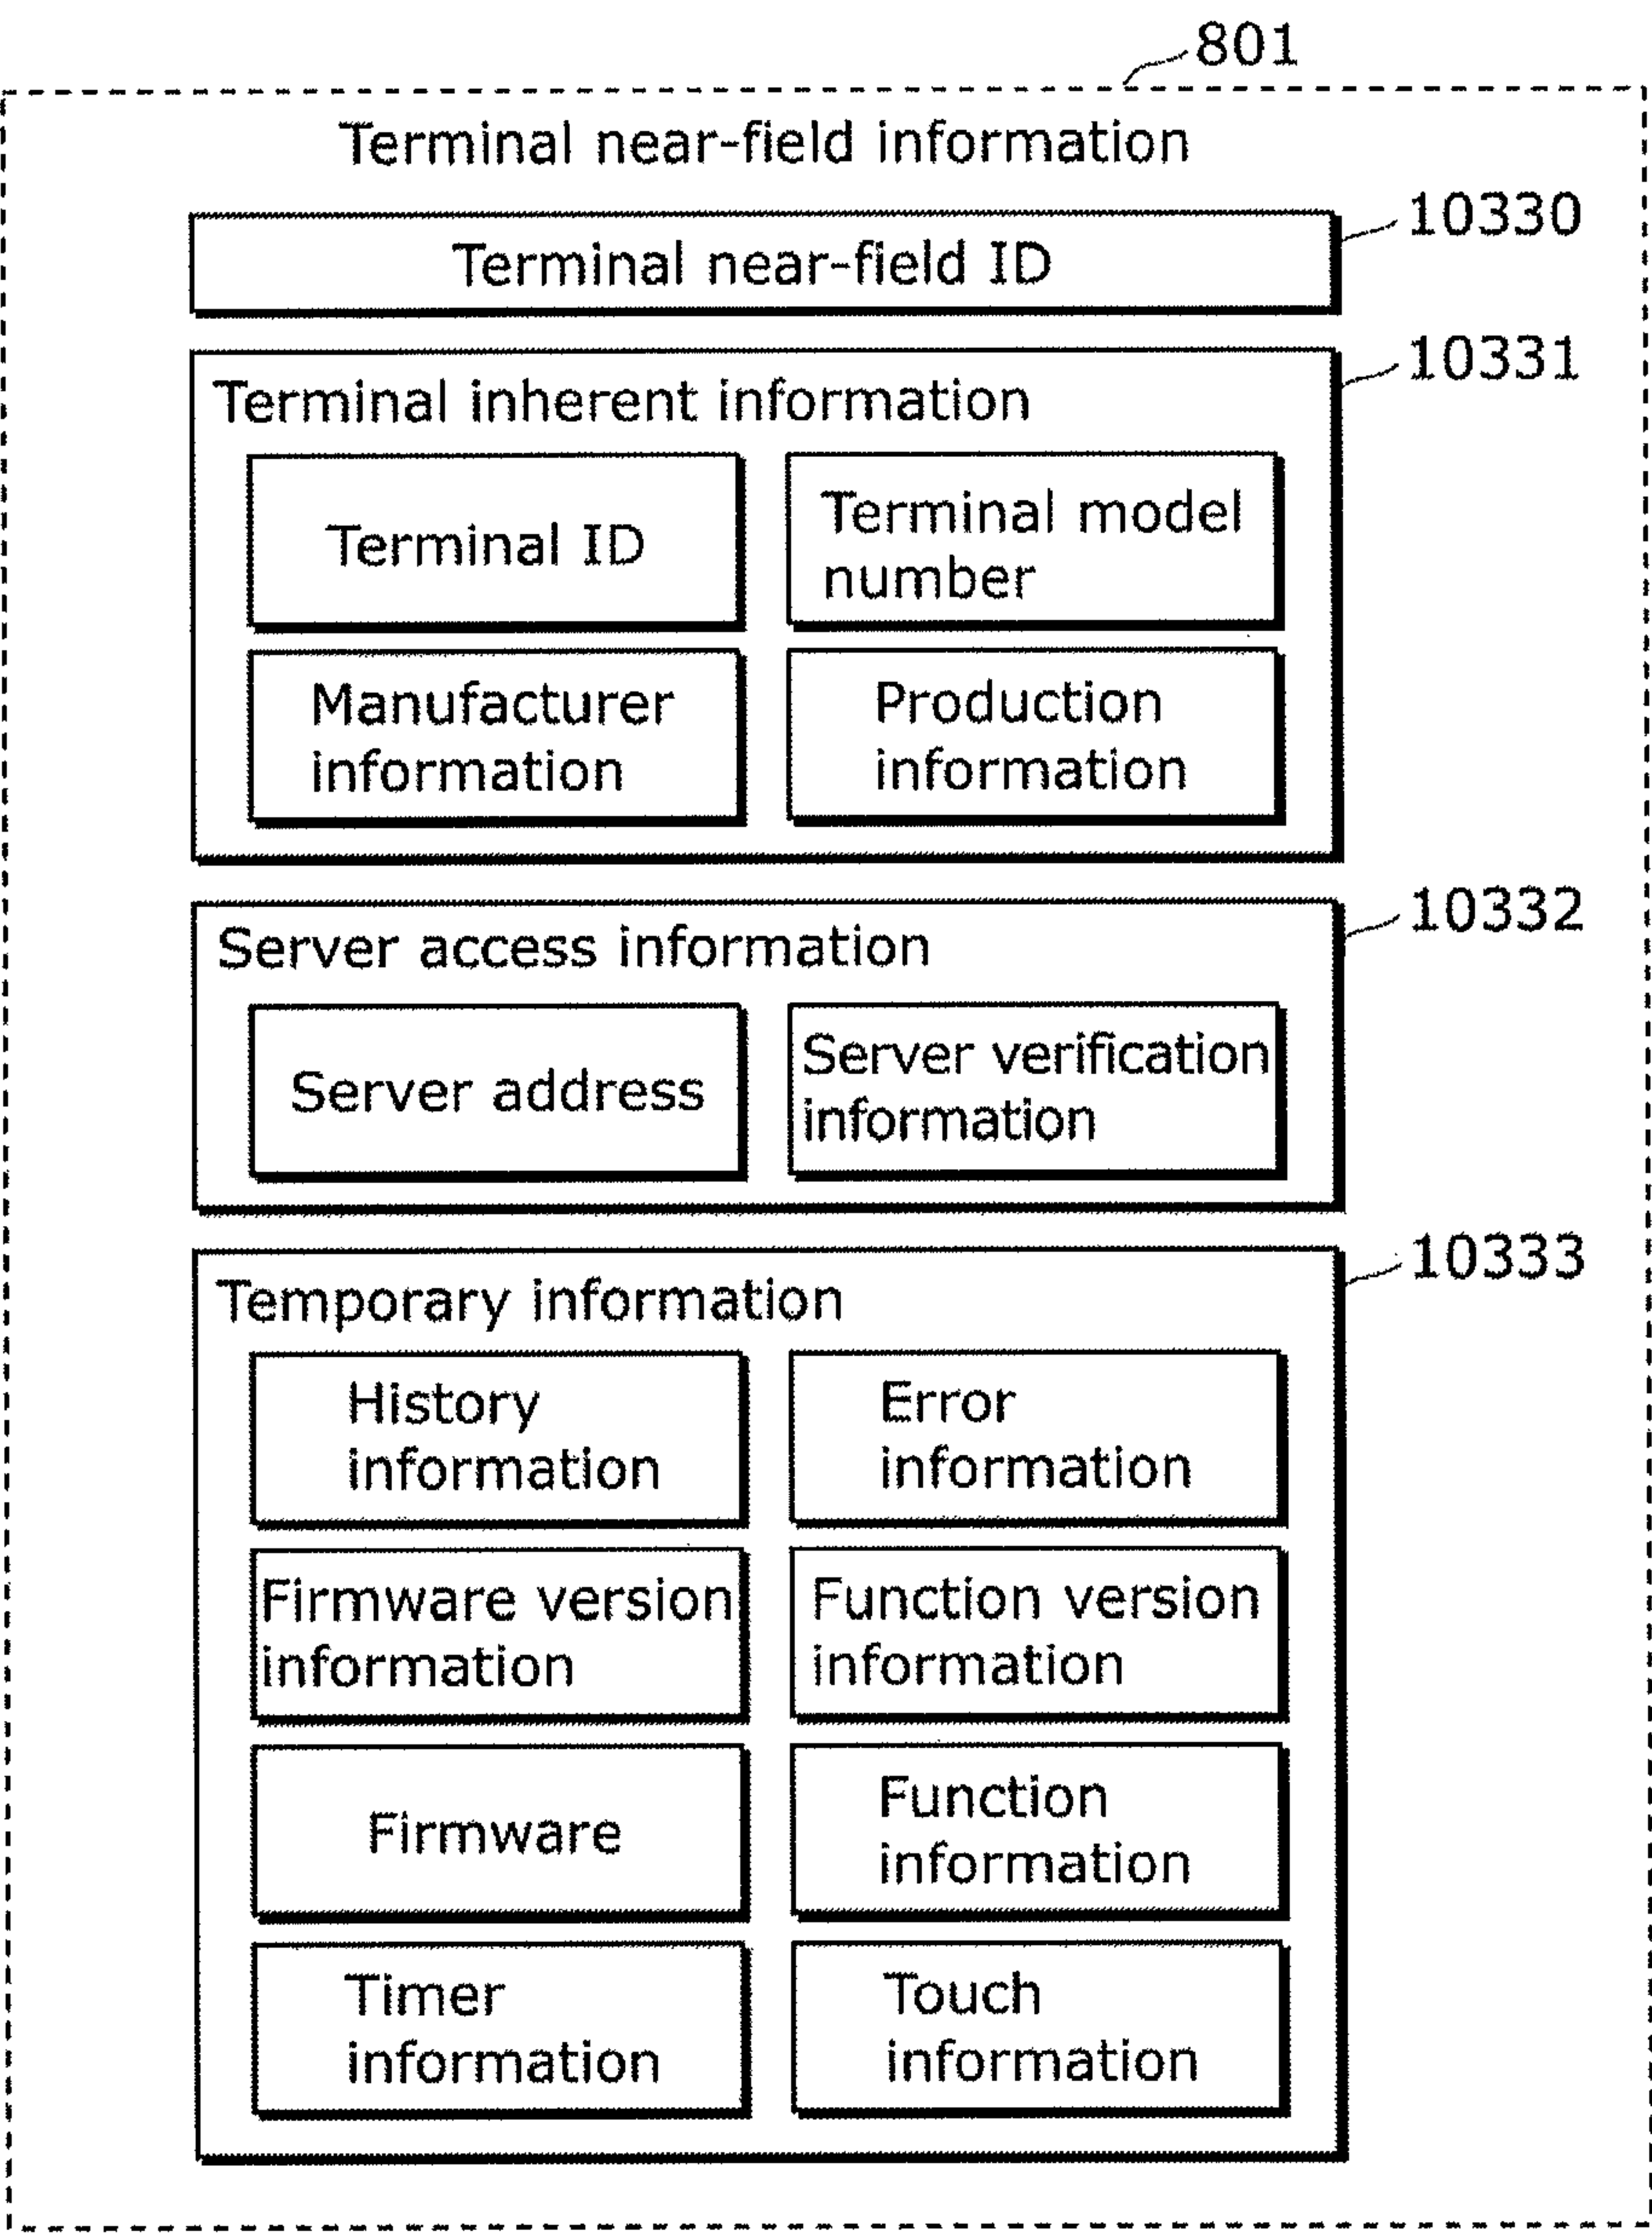 801
Terminal near-field information
10330
Terminal near-field ID
10331
Terminal inherent information
Terminal ID
Terminal model
number
Manufacturer
information
Production
information
10332
Server access information
Server address
Server verification
information
10333
Temporary information
History
information
Error
information
Firmware version
information
Function version
information
Firmware
Function
information
Timer
information
Touch
information